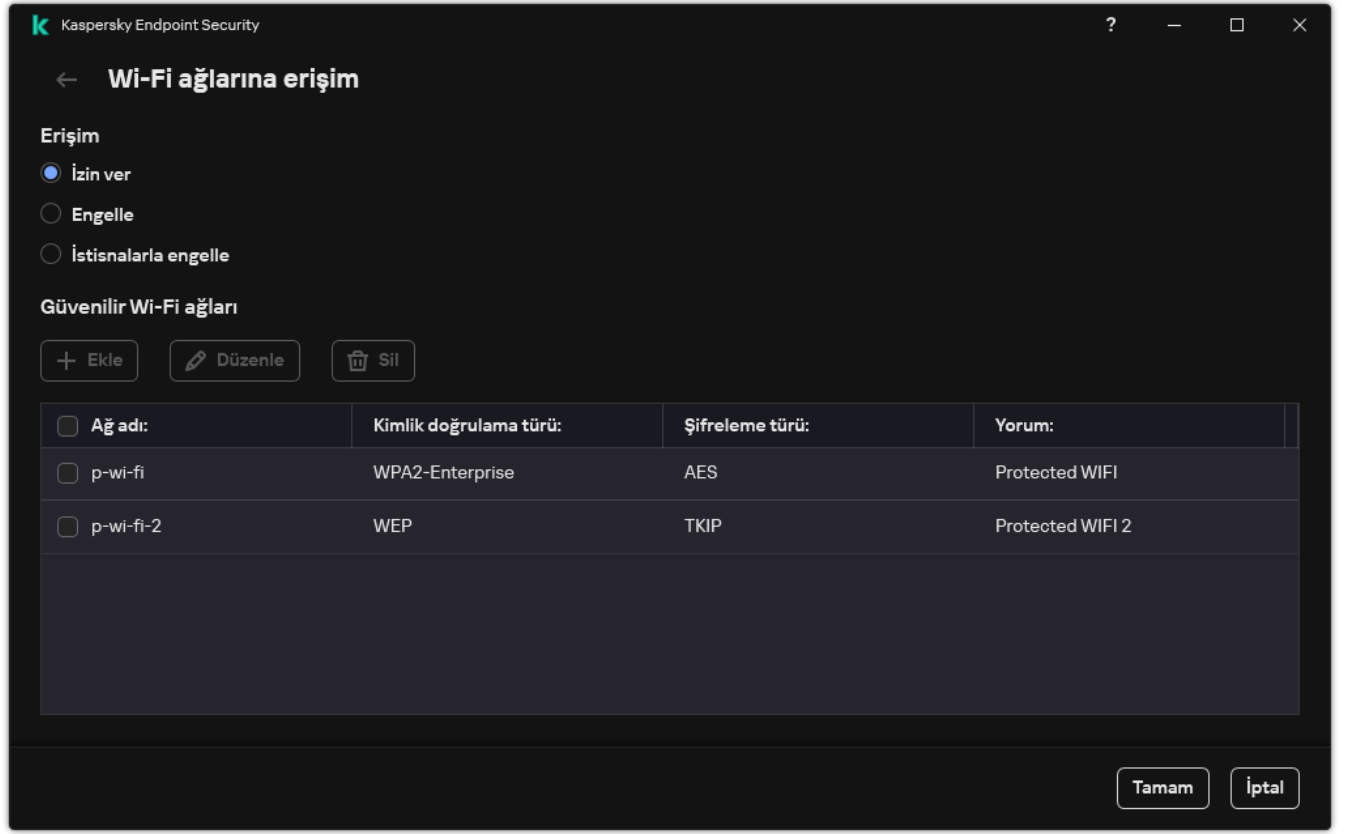 Kaspersky Endpoint Security ?
Wi-Fi ağlarına erişim
Erişim
İzin ver
Engelle
İstisnalarla engelle
Güvenilir Wi-Fi ağları
Ekle Düzenle Sil
Ağ adı: Kimlik doğrulama türü: Şifreleme türü: Yorum:
p-wi-fi WPA2-Enterprise AES Protected WIFI
p-wi-fi-2 WEP TKIP Protected WIFI 2
Tamam İptal